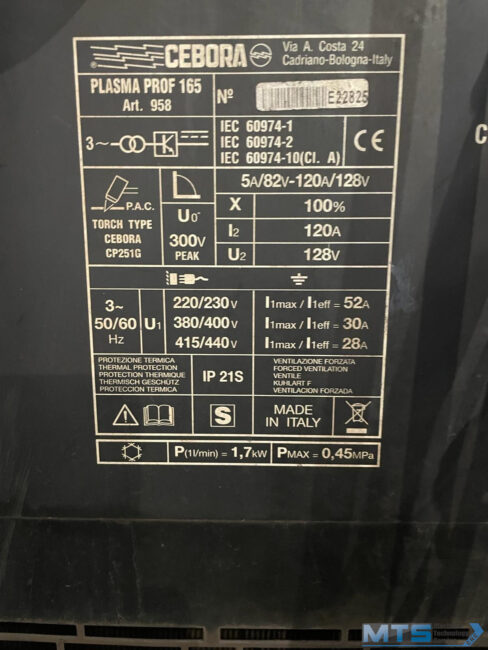 CEBORA
®
Via A. Costa 24
Cadriano-Bologna-Italy
PLASMA PROF 165
Art. 958
N°
E22825
3~
IEC 60974-1
IEC 60974-2
IEC 60974-10(Cl. A)
CE
P.A.C.
TORCH TYPE
CEBORA
CP251G
U0
300V
PEAK
5A/82V-120A/128V
X 100%
I2 120A
U2 128V
3~
50/60
Hz
U1
220/230 V I1max / I1eff = 52A
380/400 V I1max / I1eff = 30A
415/440 V I1max / I1eff = 28A
PROTEZIONE TERMICA
THERMAL PROTECTION
PROTECTION THERMIQUE
THERMISCH GESCHÜTZ
PROTECCION TERMICA
IP 21S
VENTILAZIONE FORZATA
FORCED VENTILATION
VENTILE
KUHLART F
VENTILACION FORZADA
S
MADE
IN ITALY
P(1l/min) = 1,7kW PMAX = 0,45MPa
C
MTS
Technology